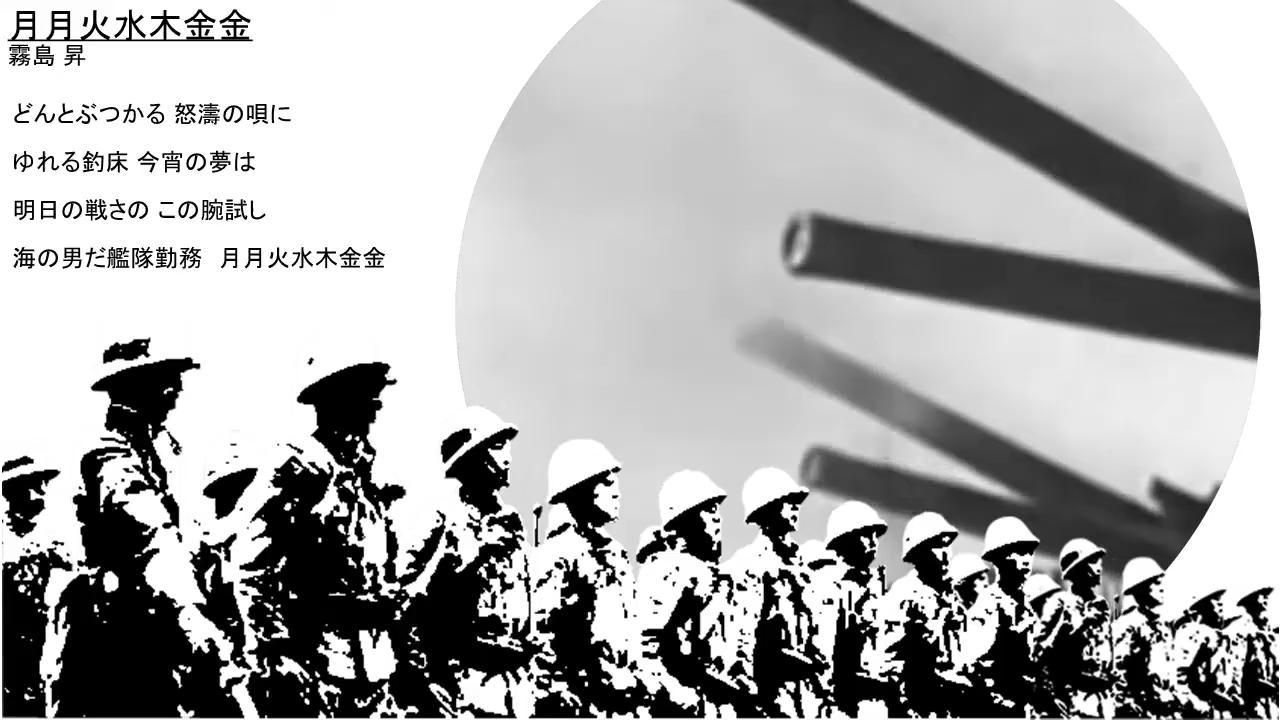 月月火水木金金
霧島 昇
どんとぶつかる 怒濤の唄に
ゆれる釣床 今宵の夢は
明日の戦さの この腕試し
海の男だ艦隊勤務 月月火水木金金